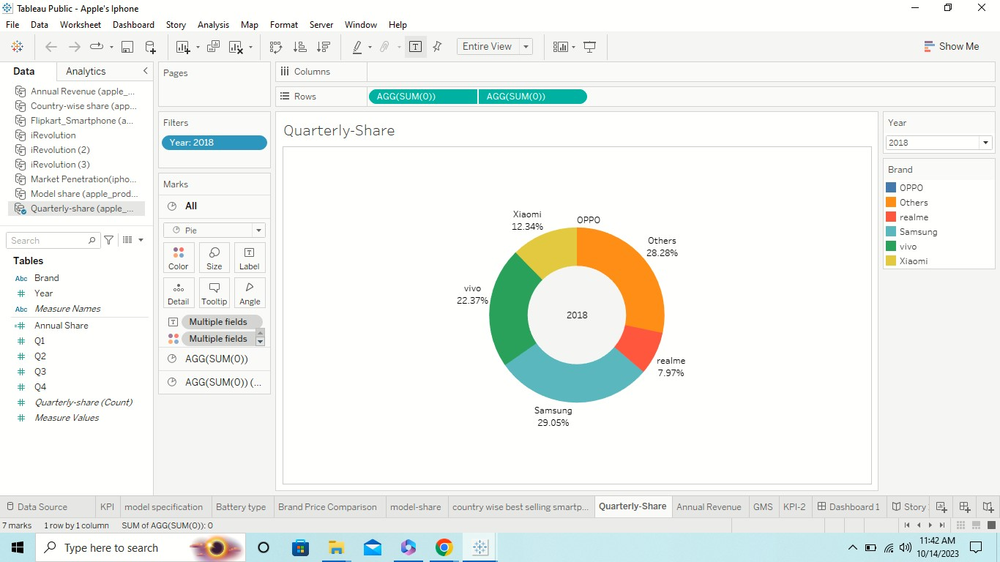 Tableau Public - Apple's Iphone
File Data Worksheet Dashboard Story Analysis Map Format Server Window Help
Entire View
Show Me
Data Analytics
Annual Revenue (apple_...
Country-wise share (app...
Flipkart_Smartphone (a...
iRevolution
iRevolution (2)
iRevolution (3)
Market Penetration(ipho...
Model share (apple_prod...
Quarterly-share (apple_...
Search
Tables
Abc Brand
# Year
Abc Measure Names
=# Annual Share
# Q1
# Q2
# Q3
# Q4
# Quarterly-share (Count)
# Measure Values
Pages
Filters
Year: 2018
Marks
All
Pie
Color Size Label
Detail Tooltip Angle
Multiple fields
Multiple fields
AGG(SUM(0))
AGG(SUM(0)) (...
Columns
Rows AGG(SUM(0)) AGG(SUM(0))
Quarterly-Share
Xiaomi
12.34%
OPPO
Others
28.28%
vivo
22.37%
2018
realme
7.97%
Samsung
29.05%
Year
2018
Brand
OPPO
Others
realme
Samsung
vivo
Xiaomi
Data Source KPI model specification Battery type Brand Price Comparison model-share country wise best selling smartp... Quarterly-Share Annual Revenue GMS KPI-2 Dashboard 1 Story
7 marks 1 row by 1 column SUM of AGG(SUM(0)): 0
Type here to search
11:42 AM
10/14/2023